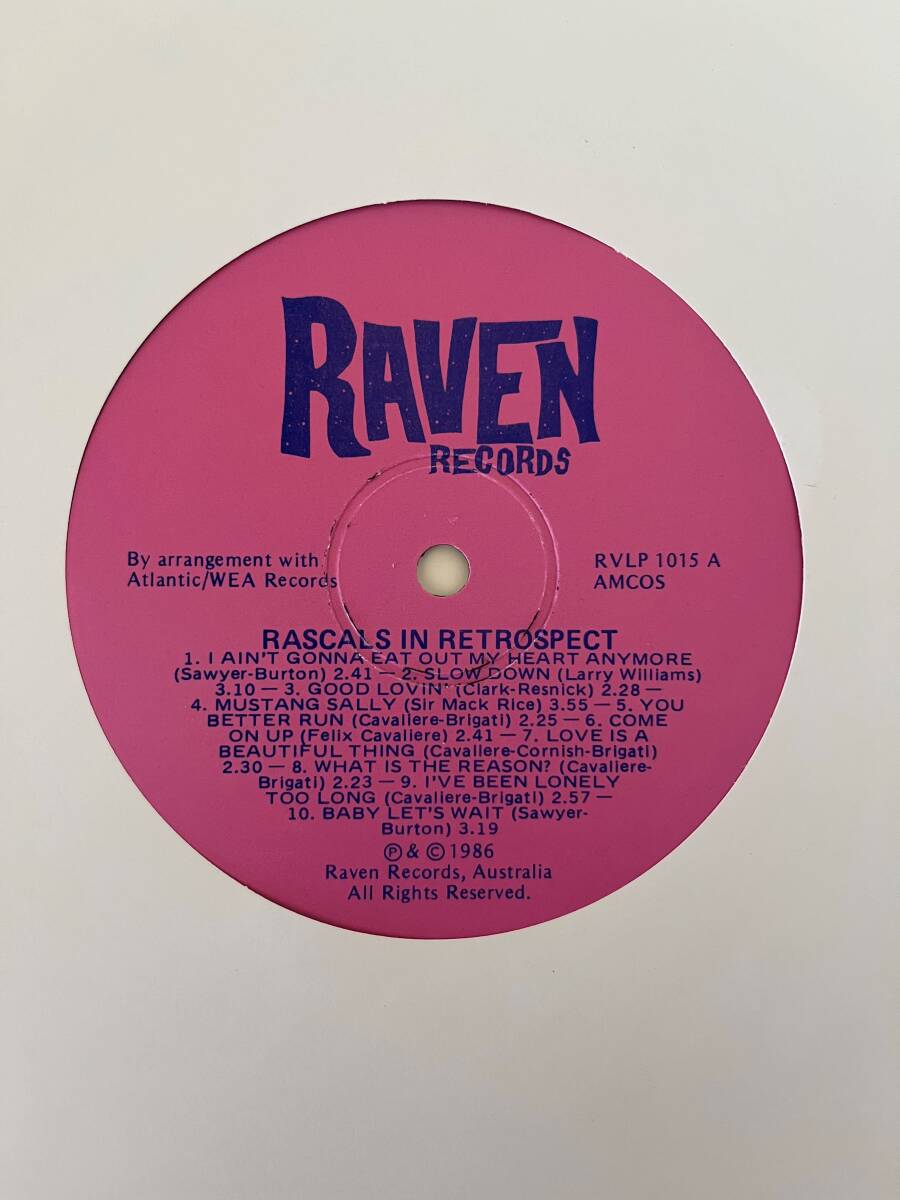 RAVEN
RECORDS
By arrangement with
Atlantic/WEA Records
RVLP 1015 A
AMCOS
RASCALS IN RETROSPECT
1. I AIN'T GONNA EAT OUT MY HEART ANYMORE
(Sawyer-Burton) 2.41 — 2. SLOW DOWN (Larry Williams)
3.10 — 3. GOOD LOVIN' (Clark-Resnick) 2.28 —
4. MUSTANG SALLY (Sir Mack Rice) 3.55 — 5. YOU
BETTER RUN (Cavaliere-Brigati) 2.25 — 6. COME
ON UP (Felix Cavaliere) 2.41 — 7. LOVE IS A
BEAUTIFUL THING (Cavaliere-Cornish-Brigati)
2.30 — 8. WHAT IS THE REASON? (Cavaliere-
Brigati) 2.23 — 9. I'VE BEEN LONELY
TOO LONG (Cavaliere-Brigati) 2.57 —
10. BABY LET'S WAIT (Sawyer-
Burton) 3.19
℗ & © 1986
Raven Records, Australia
All Rights Reserved.